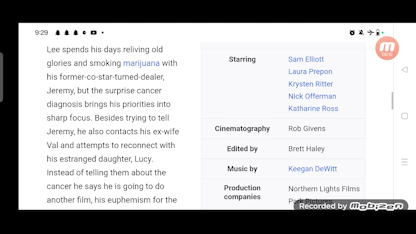 9:29
Lee spends his days reliving old
glories and smoking marijuana with
his former-co-star-turned-dealer,
Jeremy, but the surprise cancer
diagnosis brings his priorities into
sharp focus. Besides trying to tell
Jeremy, he also contacts his ex-wife
Val and attempts to reconnect with
his estranged daughter, Lucy.
Instead of telling them about the
cancer he says he is going to do
another film, his euphemism for the
Starring Sam Elliott
Laura Prepon
Krysten Ritter
Nick Offerman
Katharine Ross
Cinematography Rob Givens
Edited by Brett Haley
Music by Keegan DeWitt
Production Northern Lights Films
companies Park Pictures
Recorded by Mobizen